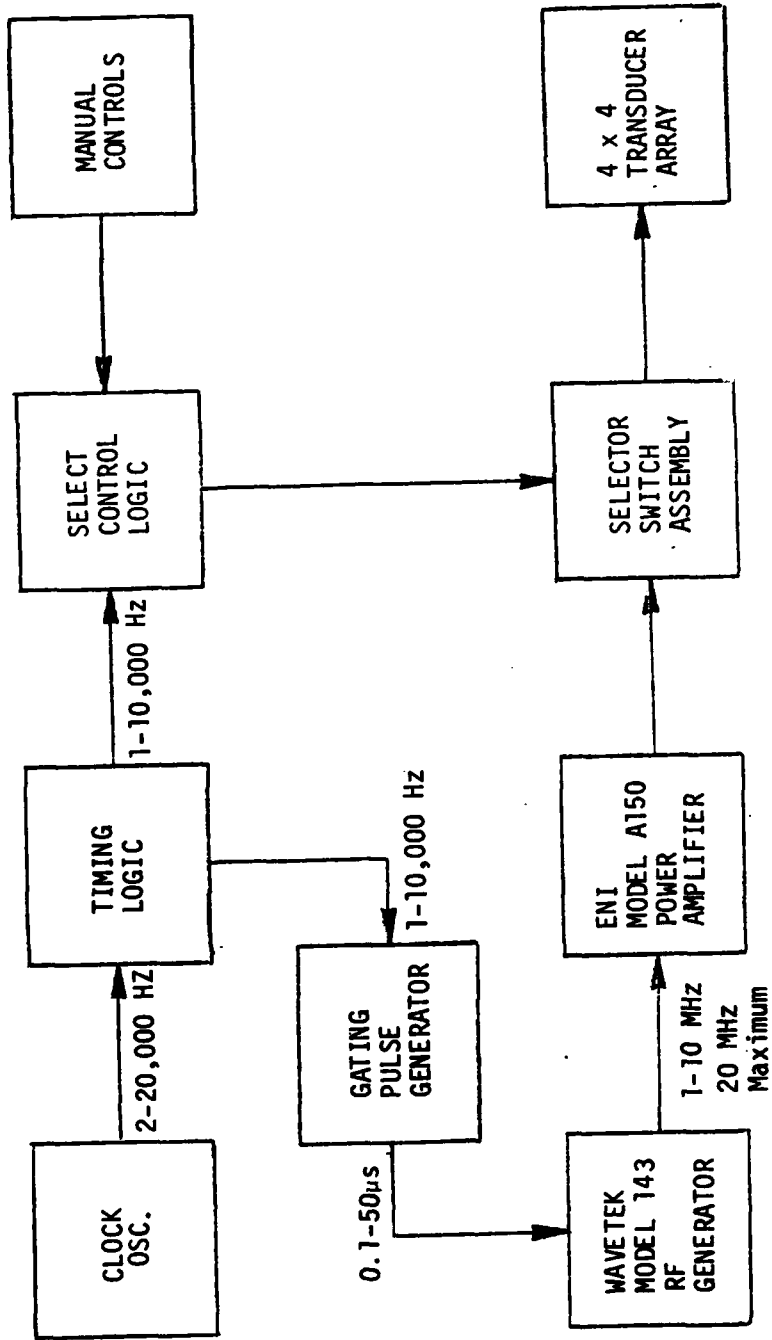 CLOCK
OSC.
2-20,000 HZ
TIMING
LOGIC
1-10,000 Hz
SELECT
CONTROL
LOGIC
MANUAL
CONTROLS
1-10,000 Hz
GATING
PULSE
GENERATOR
0.1-50μs
WAVETEK
MODEL 143
RF
GENERATOR
1-10 MHz
20 MHz
Maximum
ENI
MODEL A150
POWER
AMPLIFIER
SELECTOR
SWITCH
ASSEMBLY
4 x 4
TRANSDUCER
ARRAY